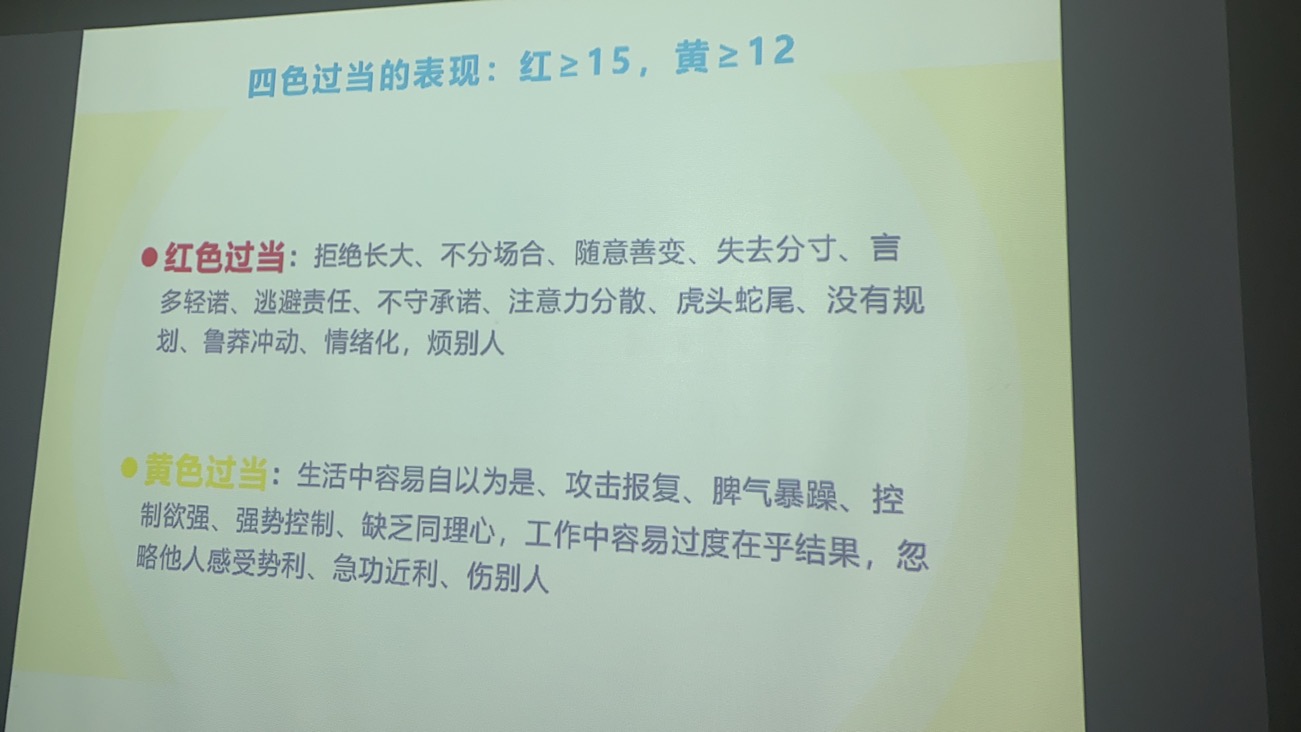 四色过当的表现：红≥15，黄≥12
●红色过当：拒绝长大、不分场合、随意善变、失去分寸、言
多轻诺、逃避责任、不守承诺、注意力分散、虎头蛇尾、没有规
划、鲁莽冲动、情绪化，烦别人
●黄色过当：生活中容易自以为是、攻击报复、脾气暴躁、控
制欲强、强势控制、缺乏同理心，工作中容易过度在乎结果，忽
略他人感受势利、急功近利、伤别人